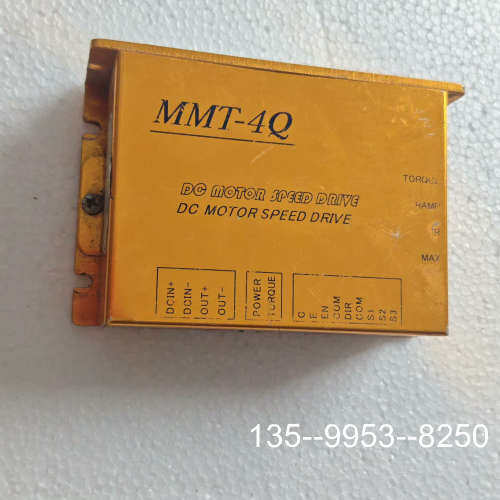 MMT-4Q
DC MOTOR SPEED DRIVE
DC MOTOR SPEED DRIVE
TORQUE
RAMP
IR
MAX
DCIN+
DCIN-
OUT+
OUT-
POWER
TORQUE
C
E
EN
COM
DIR
COM
S1
S2
S3
135--9953--8250